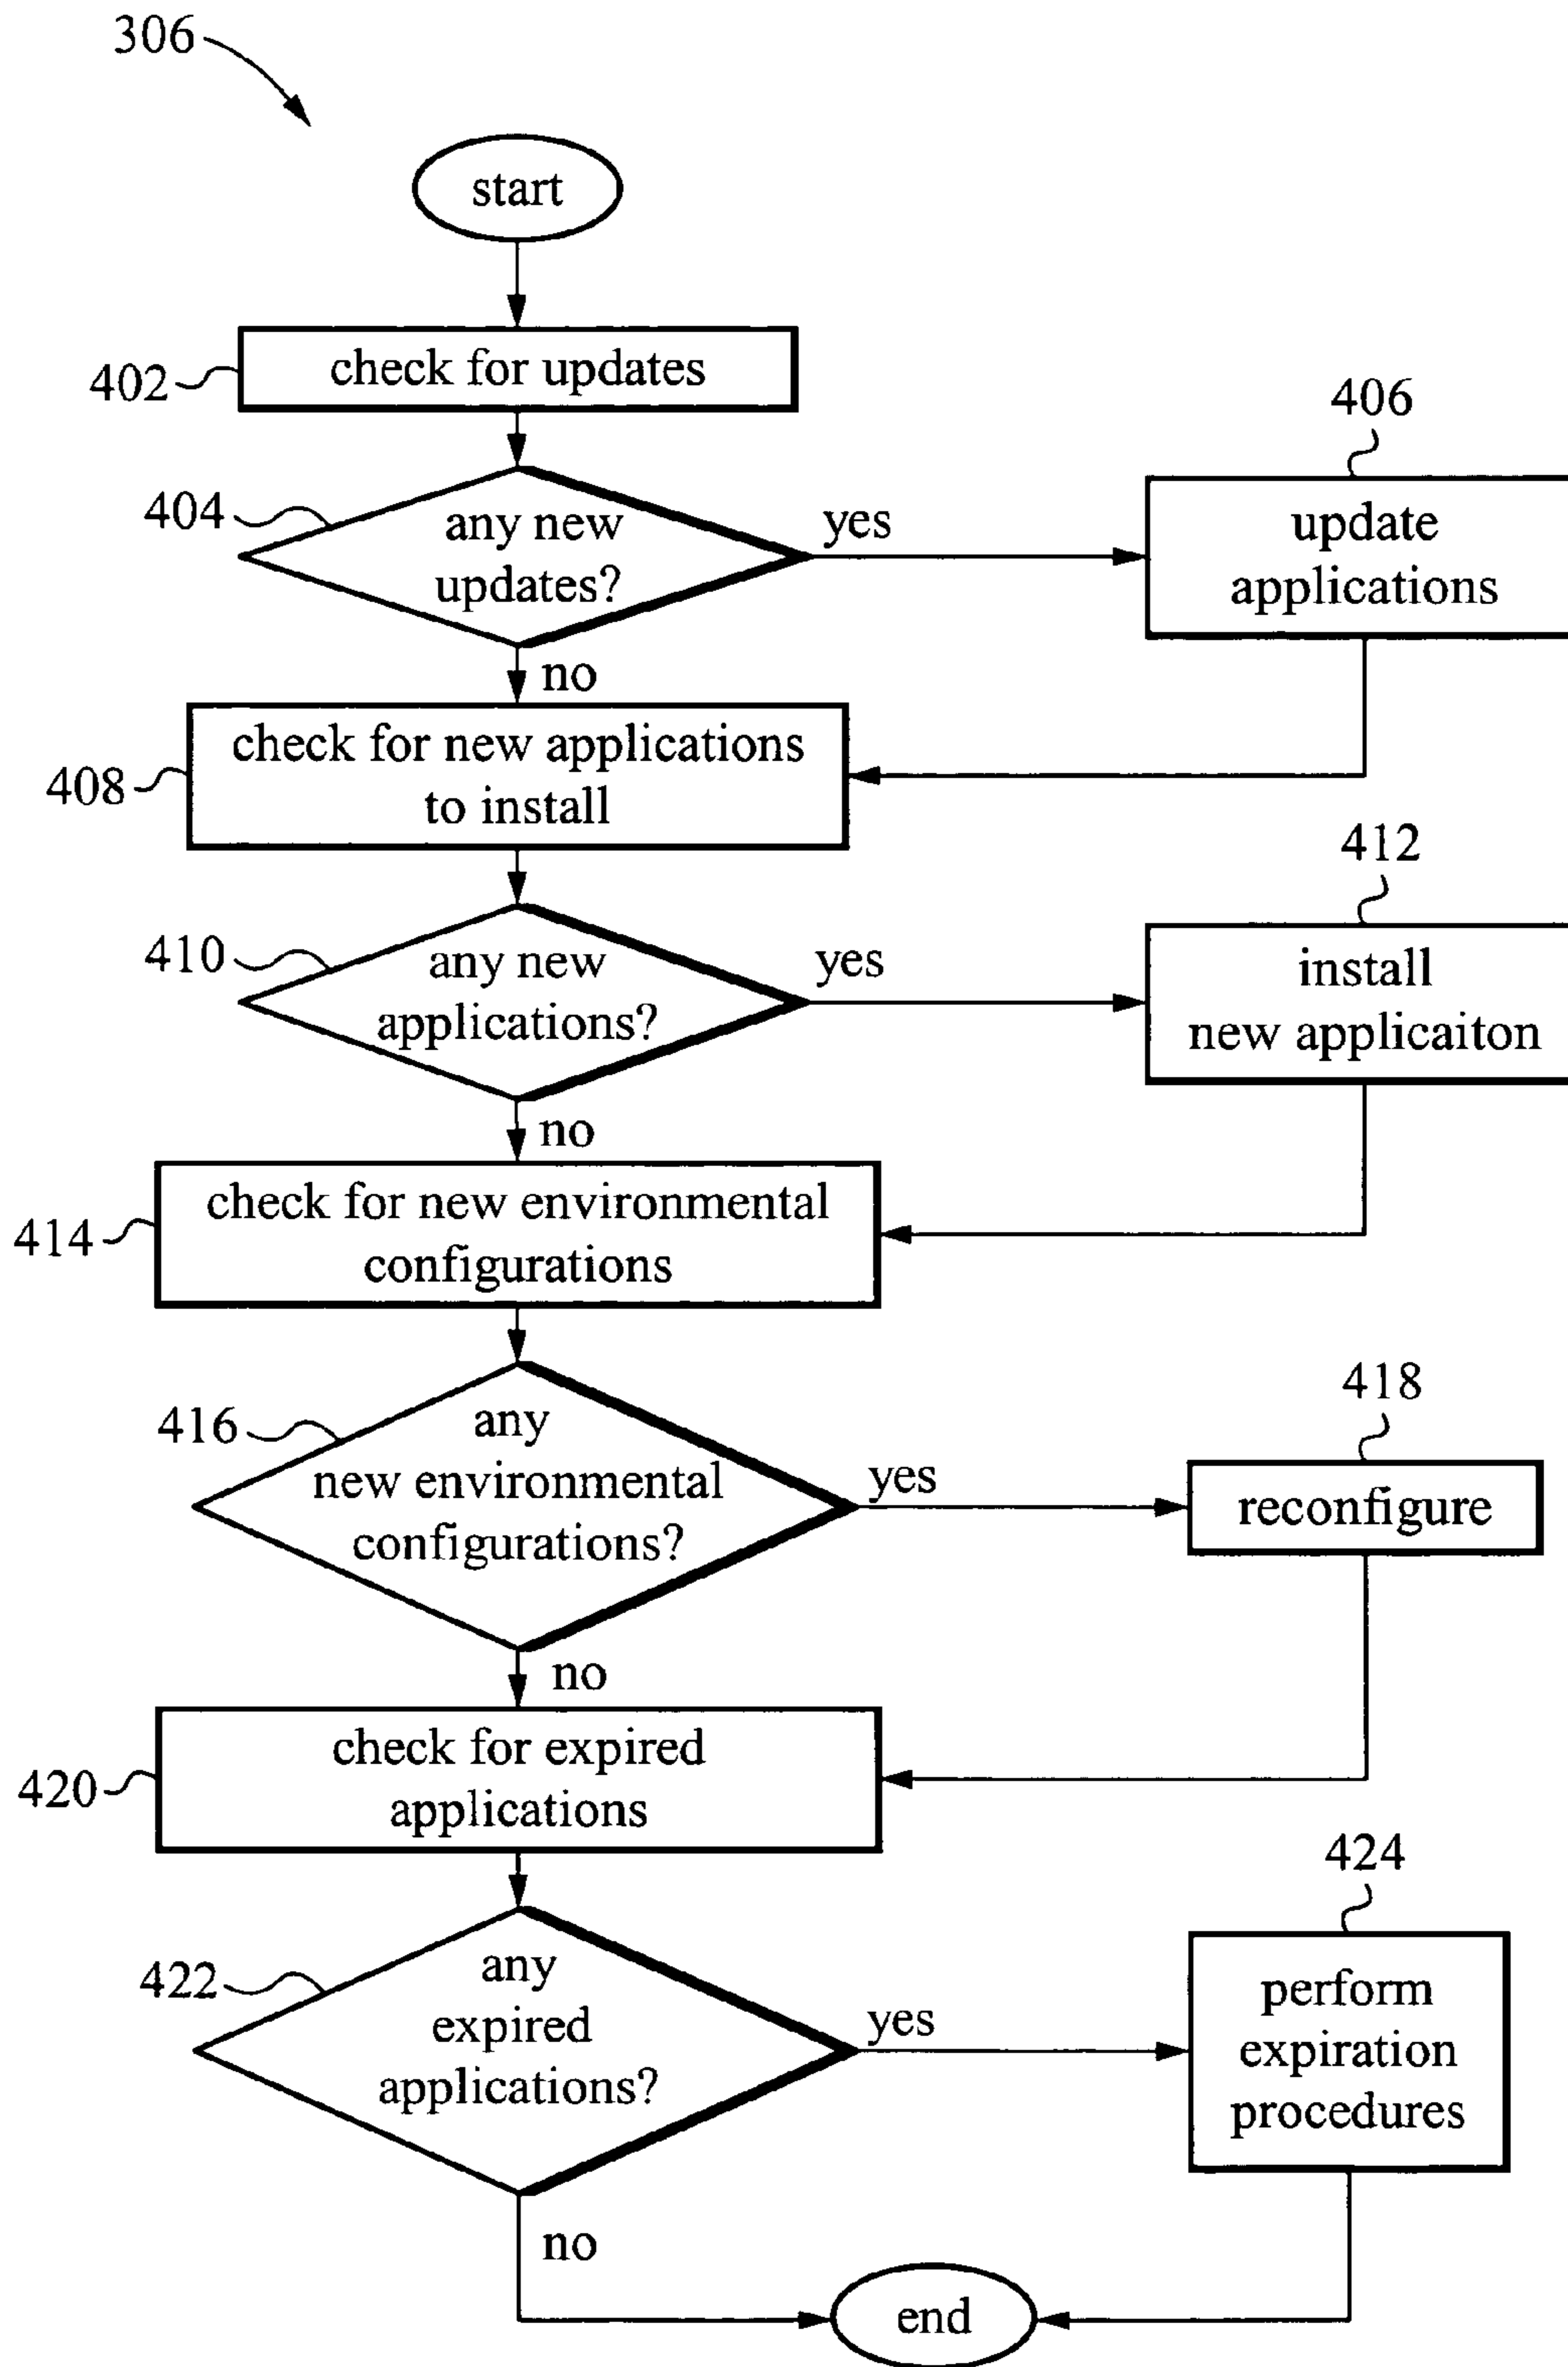 306
start
402
check for updates
404
any new
updates?
yes
406
update
applications
no
408
check for new applications
to install
410
any new
applications?
yes
412
install
new applicaiton
no
414
check for new environmental
configurations
416
any
new environmental
configurations?
yes
418
reconfigure
no
420
check for expired
applications
422
any
expired
applications?
yes
424
perform
expiration
procedures
no
end